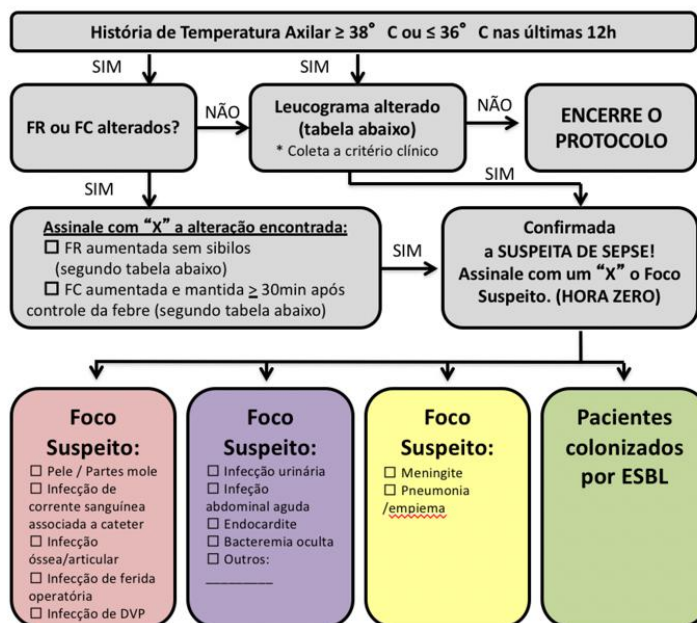 História de Temperatura Axilar ≥ 38° C ou ≤ 36° C nas últimas 12h
SIM
SIM
FR ou FC alterados?
NÃO
Leucograma alterado
(tabela abaixo)
* Coleta a critério clínico
NÃO
ENCERRE O
PROTOCOLO
SIM
SIM
Assinale com “X” a alteração encontrada:
☐ FR aumentada sem sibilos
(segundo tabela abaixo)
☐ FC aumentada e mantida ≥ 30min após
controle da febre (segundo tabela abaixo)
SIM
Confirmada
a SUSPEITA DE SEPSE!
Assinale com um “X” o Foco
Suspeito. (HORA ZERO)
Foco
Suspeito:
☐ Pele / Partes mole
☐ Infecção de
corrente sanguínea
associada a cateter
☐ Infecção
óssea/articular
☐ Infecção de ferida
operatória
☐ Infecção de DVP
Foco
Suspeito:
☐ Infecção urinária
☐ Infeção
abdominal aguda
☐ Endocardite
☐ Bacteremia oculta
☐ Outros:
_________
Foco
Suspeito:
☐ Meningite
☐ Pneumonia
/empiema
Pacientes
colonizados
por ESBL